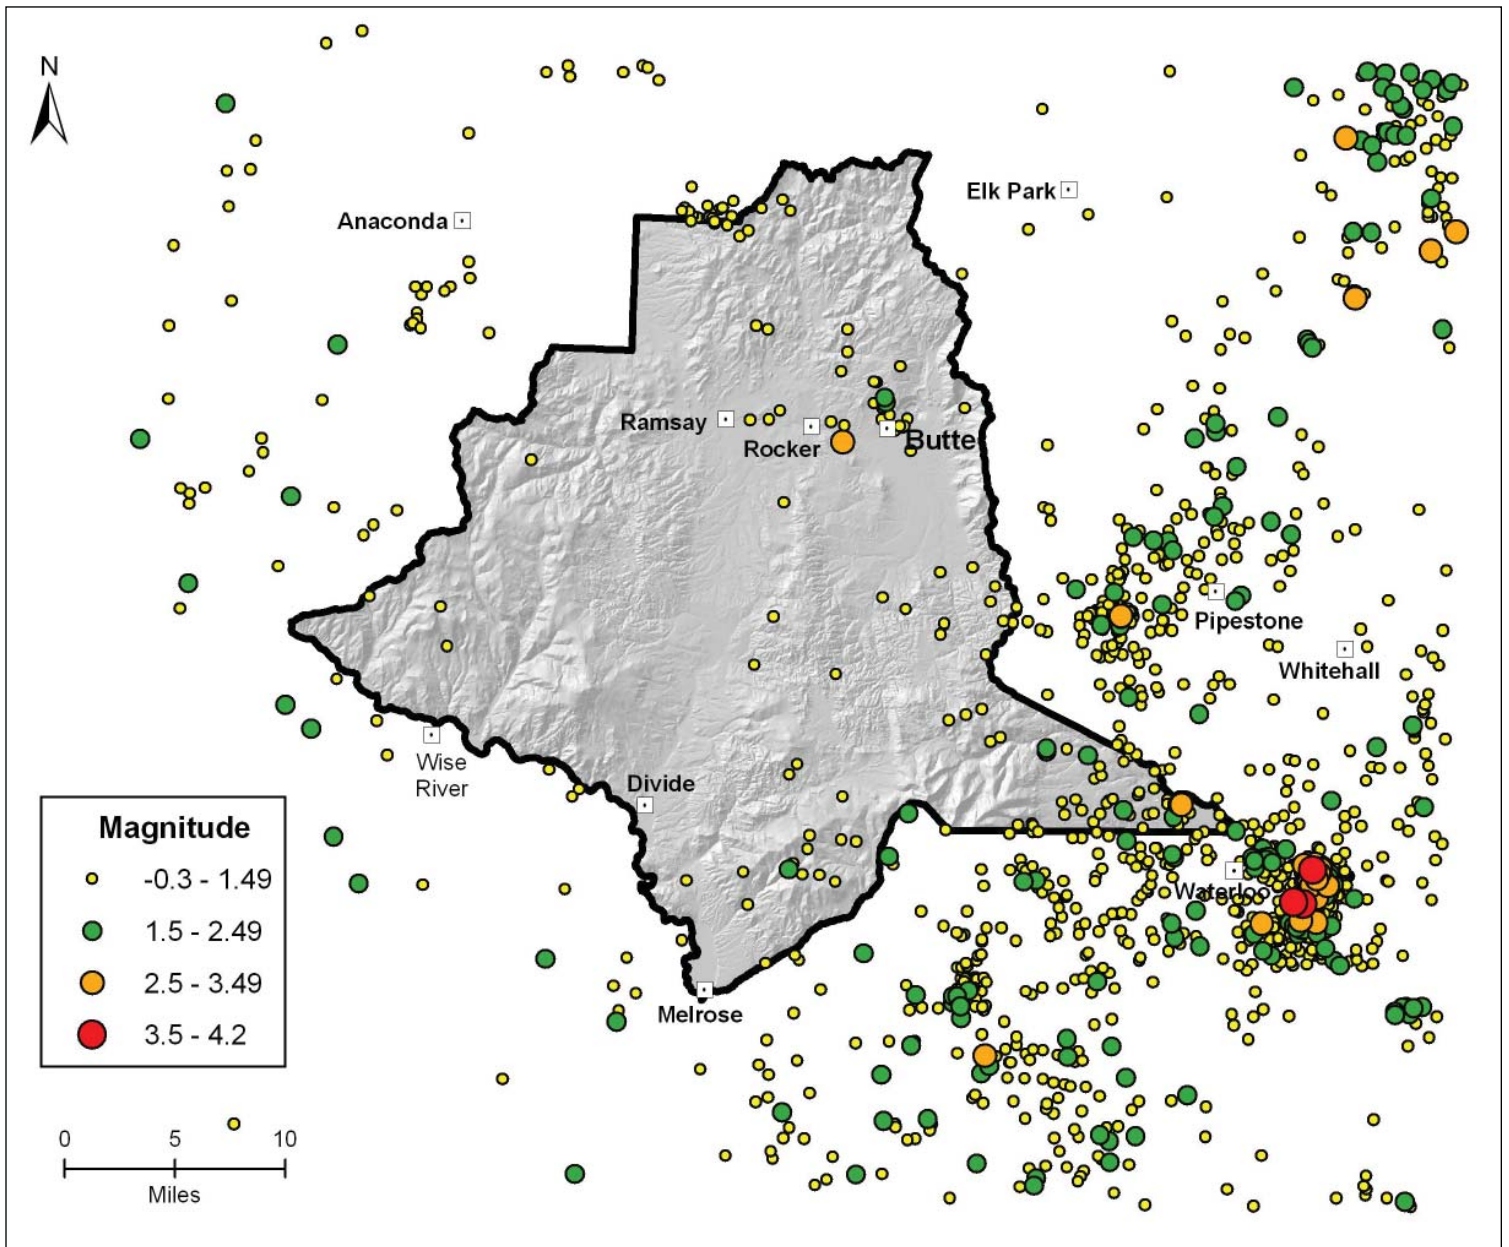 N
Elk Park
Anaconda
Ramsay
Rocker
Butte
Pipestone
Whitehall
Wise
River
Divide
Waterloo
Melrose
Magnitude
-0.3 - 1.49
1.5 - 2.49
2.5 - 3.49
3.5 - 4.2
0 5 10
Miles